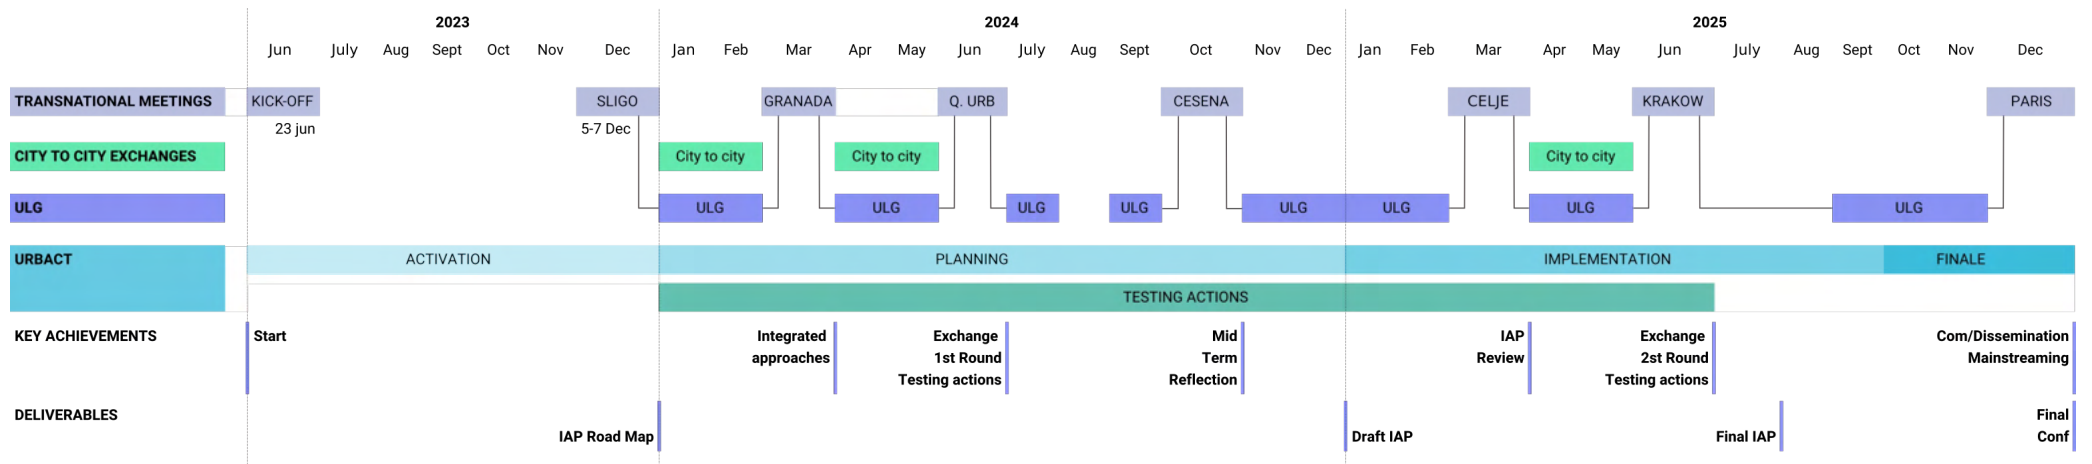 2023 2024 2025
Jun July Aug Sept Oct Nov Dec Jan Feb Mar Apr May Jun July Aug Sept Oct Nov Dec Jan Feb Mar Apr May Jun July Aug Sept Oct Nov Dec
TRANSNATIONAL MEETINGS KICK-OFF SLIGO GRANADA Q. URB CESENA CELJE KRAKOW PARIS
23 jun 5-7 Dec
CITY TO CITY EXCHANGES City to city City to city City to city
ULG ULG ULG ULG ULG ULG ULG ULG ULG
URBACT ACTIVATION PLANNING IMPLEMENTATION FINALE
TESTING ACTIONS
KEY ACHIEVEMENTS Start Integrated Exchange Mid IAP Exchange Com/Dissemination
approaches 1st Round Term Review 2st Round Mainstreaming
Testing actions Reflection Testing actions
DELIVERABLES Final
IAP Road Map Draft IAP Final IAP Conf